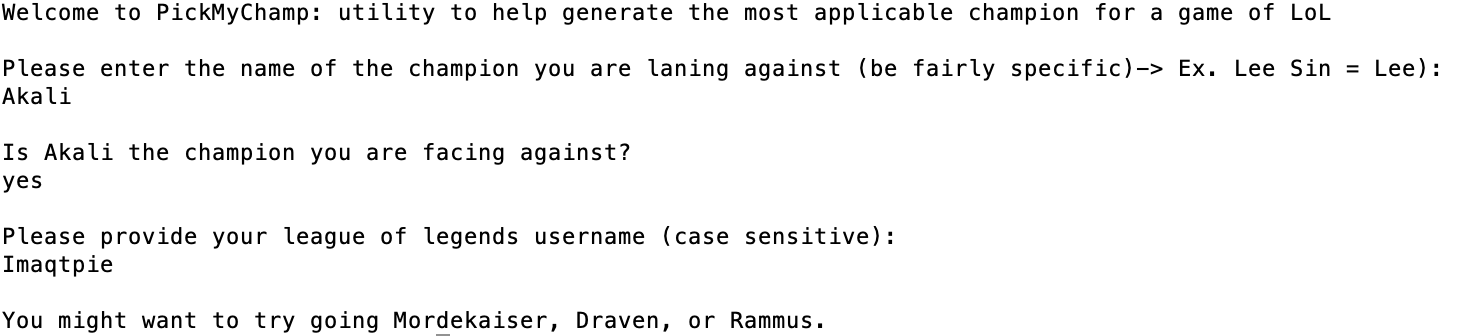 Welcome to PickMyChamp: utility to help generate the most applicable champion for a game of LoL
Please enter the name of the champion you are laning against (be fairly specific)-> Ex. Lee Sin = Lee):
Akali
Is Akali the champion you are facing against?
yes
Please provide your league of legends username (case sensitive):
Imaqtpie
You might want to try going Mordekaiser, Draven, or Rammus.